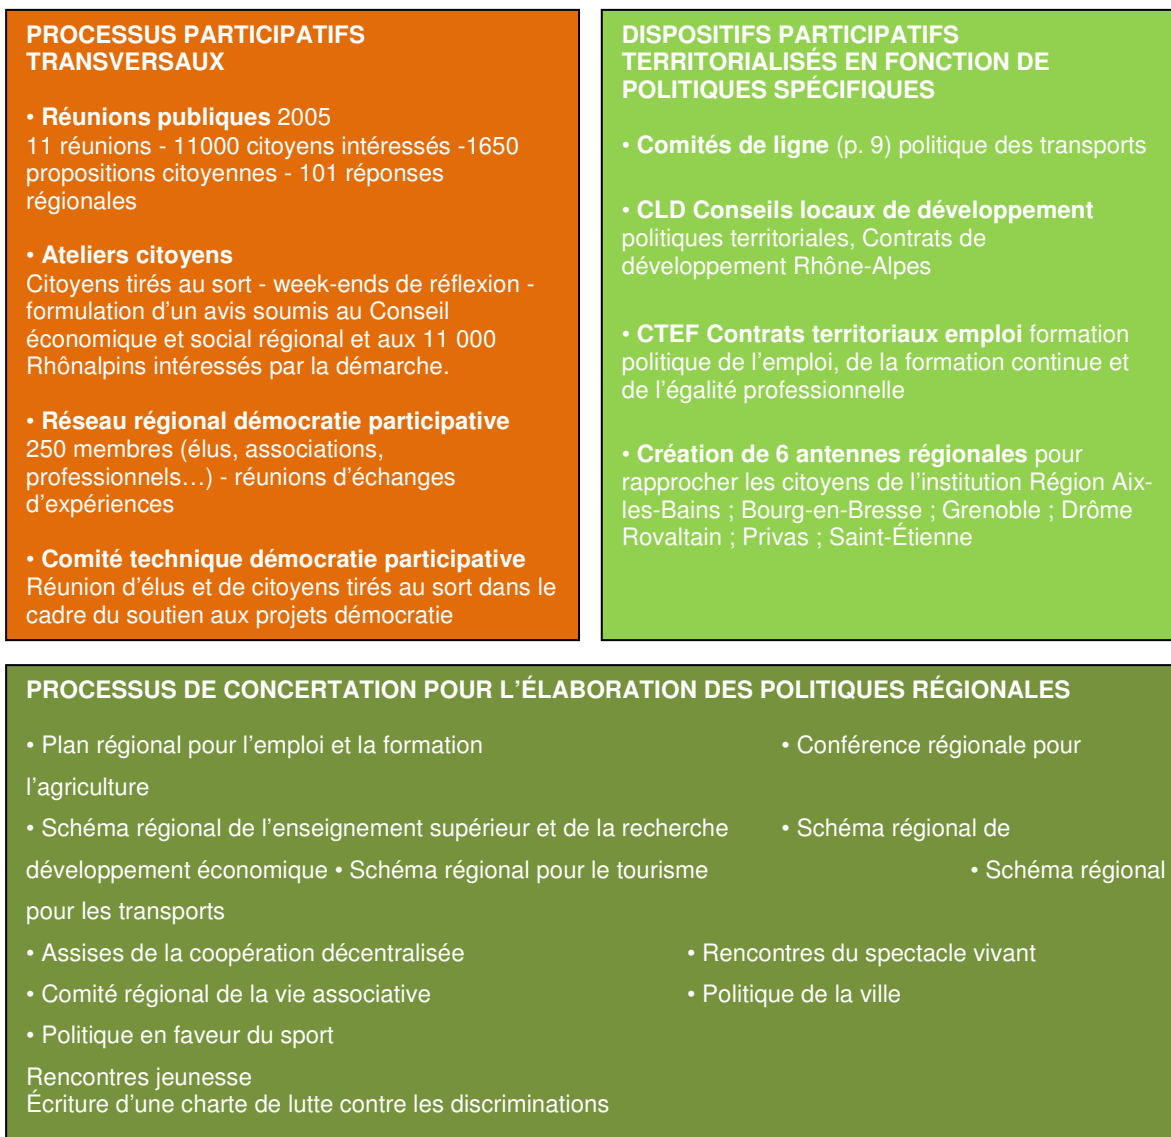 PROCESSUS PARTICIPATIFS
TRANSVERSAUX
• Réunions publiques 2005
11 réunions - 11000 citoyens intéressés -1650
propositions citoyennes - 101 réponses
régionales
• Ateliers citoyens
Citoyens tirés au sort - week-ends de réflexion -
formulation d'un avis soumis au Conseil
économique et social régional et aux 11 000
Rhônalpins intéressés par la démarche.
• Réseau régional démocratie participative
250 membres (élus, associations,
professionnels…) - réunions d'échanges
d'expériences
• Comité technique démocratie participative
Réunion d'élus et de citoyens tirés au sort dans le
cadre du soutien aux projets démocratie
DISPOSITIFS PARTICIPATIFS
TERRITORIALISÉS EN FONCTION DE
POLITIQUES SPÉCIFIQUES
• Comités de ligne (p. 9) politique des transports
• CLD Conseils locaux de développement
politiques territoriales, Contrats de
développement Rhône-Alpes
• CTEF Contrats territoriaux emploi formation
politique de l'emploi, de la formation continue et
de l'égalité professionnelle
• Création de 6 antennes régionales pour
rapprocher les citoyens de l'institution Région Aix-
les-Bains ; Bourg-en-Bresse ; Grenoble ; Drôme
Rovaltain ; Privas ; Saint-Étienne
PROCESSUS DE CONCERTATION POUR L'ÉLABORATION DES POLITIQUES RÉGIONALES
• Plan régional pour l'emploi et la formation • Conférence régionale pour
l'agriculture
• Schéma régional de l'enseignement supérieur et de la recherche • Schéma régional de
développement économique • Schéma régional pour le tourisme • Schéma régional
pour les transports
• Assises de la coopération décentralisée • Rencontres du spectacle vivant
• Comité régional de la vie associative • Politique de la ville
• Politique en faveur du sport
Rencontres jeunesse
Écriture d'une charte de lutte contre les discriminations